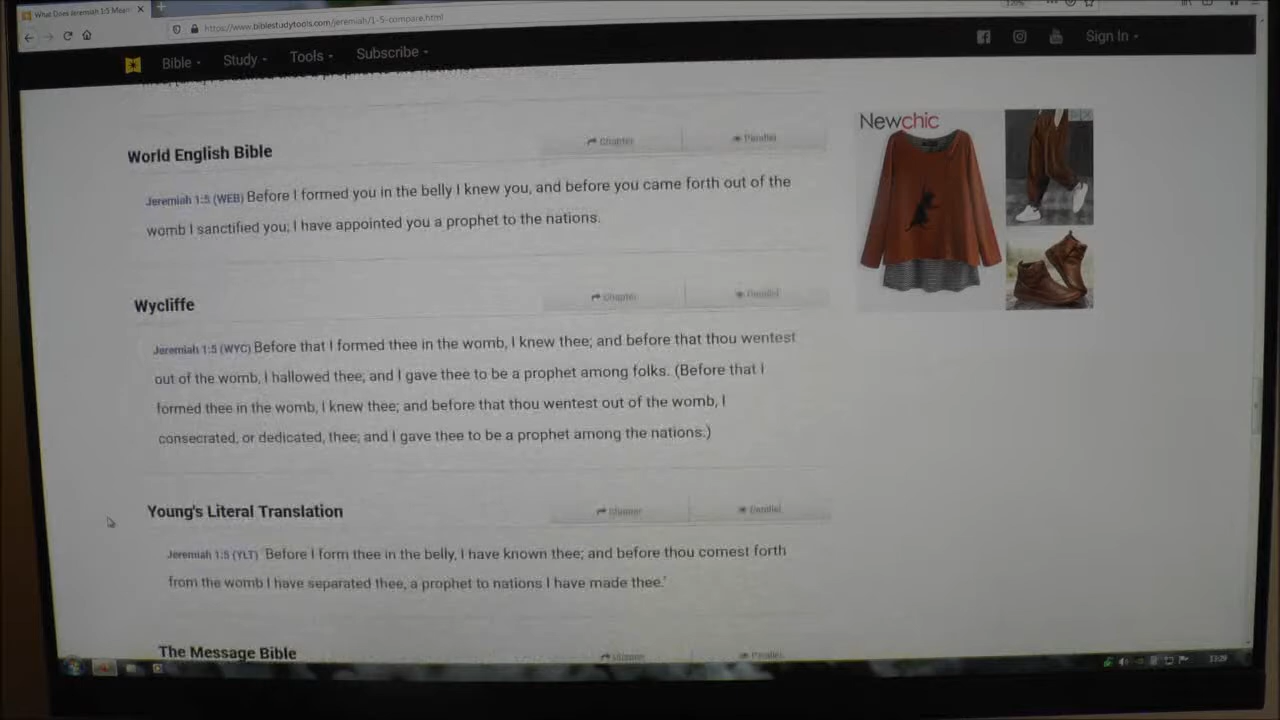 What Does Jeremiah 1:5 Mean
https://www.biblestudytools.com/jeremiah/1-5-compare.html
120%
Bible
Study
Tools
Subscribe
Sign In
World English Bible
Chapter
Parallel
Jeremiah 1:5 (WEB) Before I formed you in the belly I knew you, and before you came forth out of the
womb I sanctified you; I have appointed you a prophet to the nations.
Newchic
Wycliffe
Chapter
Parallel
Jeremiah 1:5 (WYC) Before that I formed thee in the womb, I knew thee; and before that thou wentest
out of the womb, I hallowed thee; and I gave thee to be a prophet among folks. (Before that I
formed thee in the womb, I knew thee; and before that thou wentest out of the womb, I
consecrated, or dedicated, thee; and I gave thee to be a prophet among the nations.)
Young's Literal Translation
Chapter
Parallel
Jeremiah 1:5 (YLT) Before I form thee in the belly, I have known thee; and before thou comest forth
from the womb I have separated thee, a prophet to nations I have made thee.'
The Message Bible
Chapter
Parallel